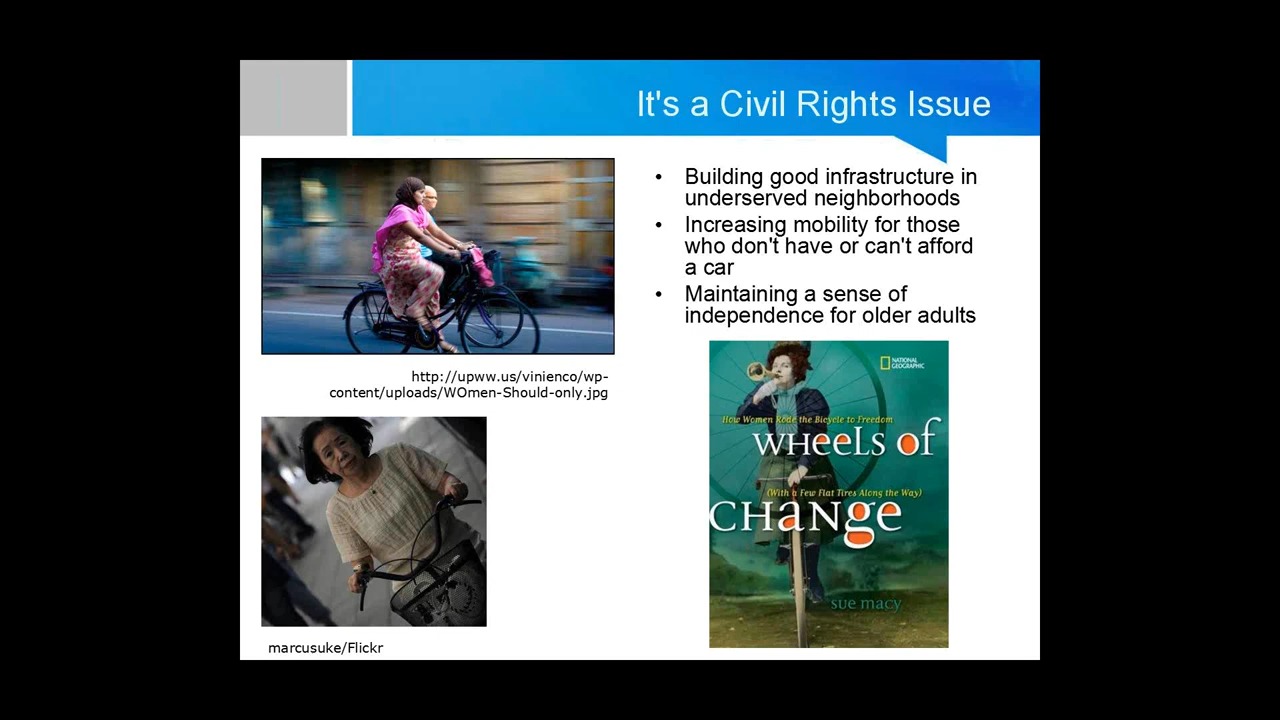 It's a Civil Rights Issue
• Building good infrastructure in
underserved neighborhoods
• Increasing mobility for those
who don't have or can't afford
a car
• Maintaining a sense of
independence for older adults
http://upww.us/vinienco/wp-
content/uploads/WOmen-Should-only.jpg
marcusuke/Flickr
NATIONAL
GEOGRAPHIC
How Women Rode the Bicycle to Freedom
WHeeLs of
(With a Few Flat Tires Along the Way)
CHaNge
sue macy